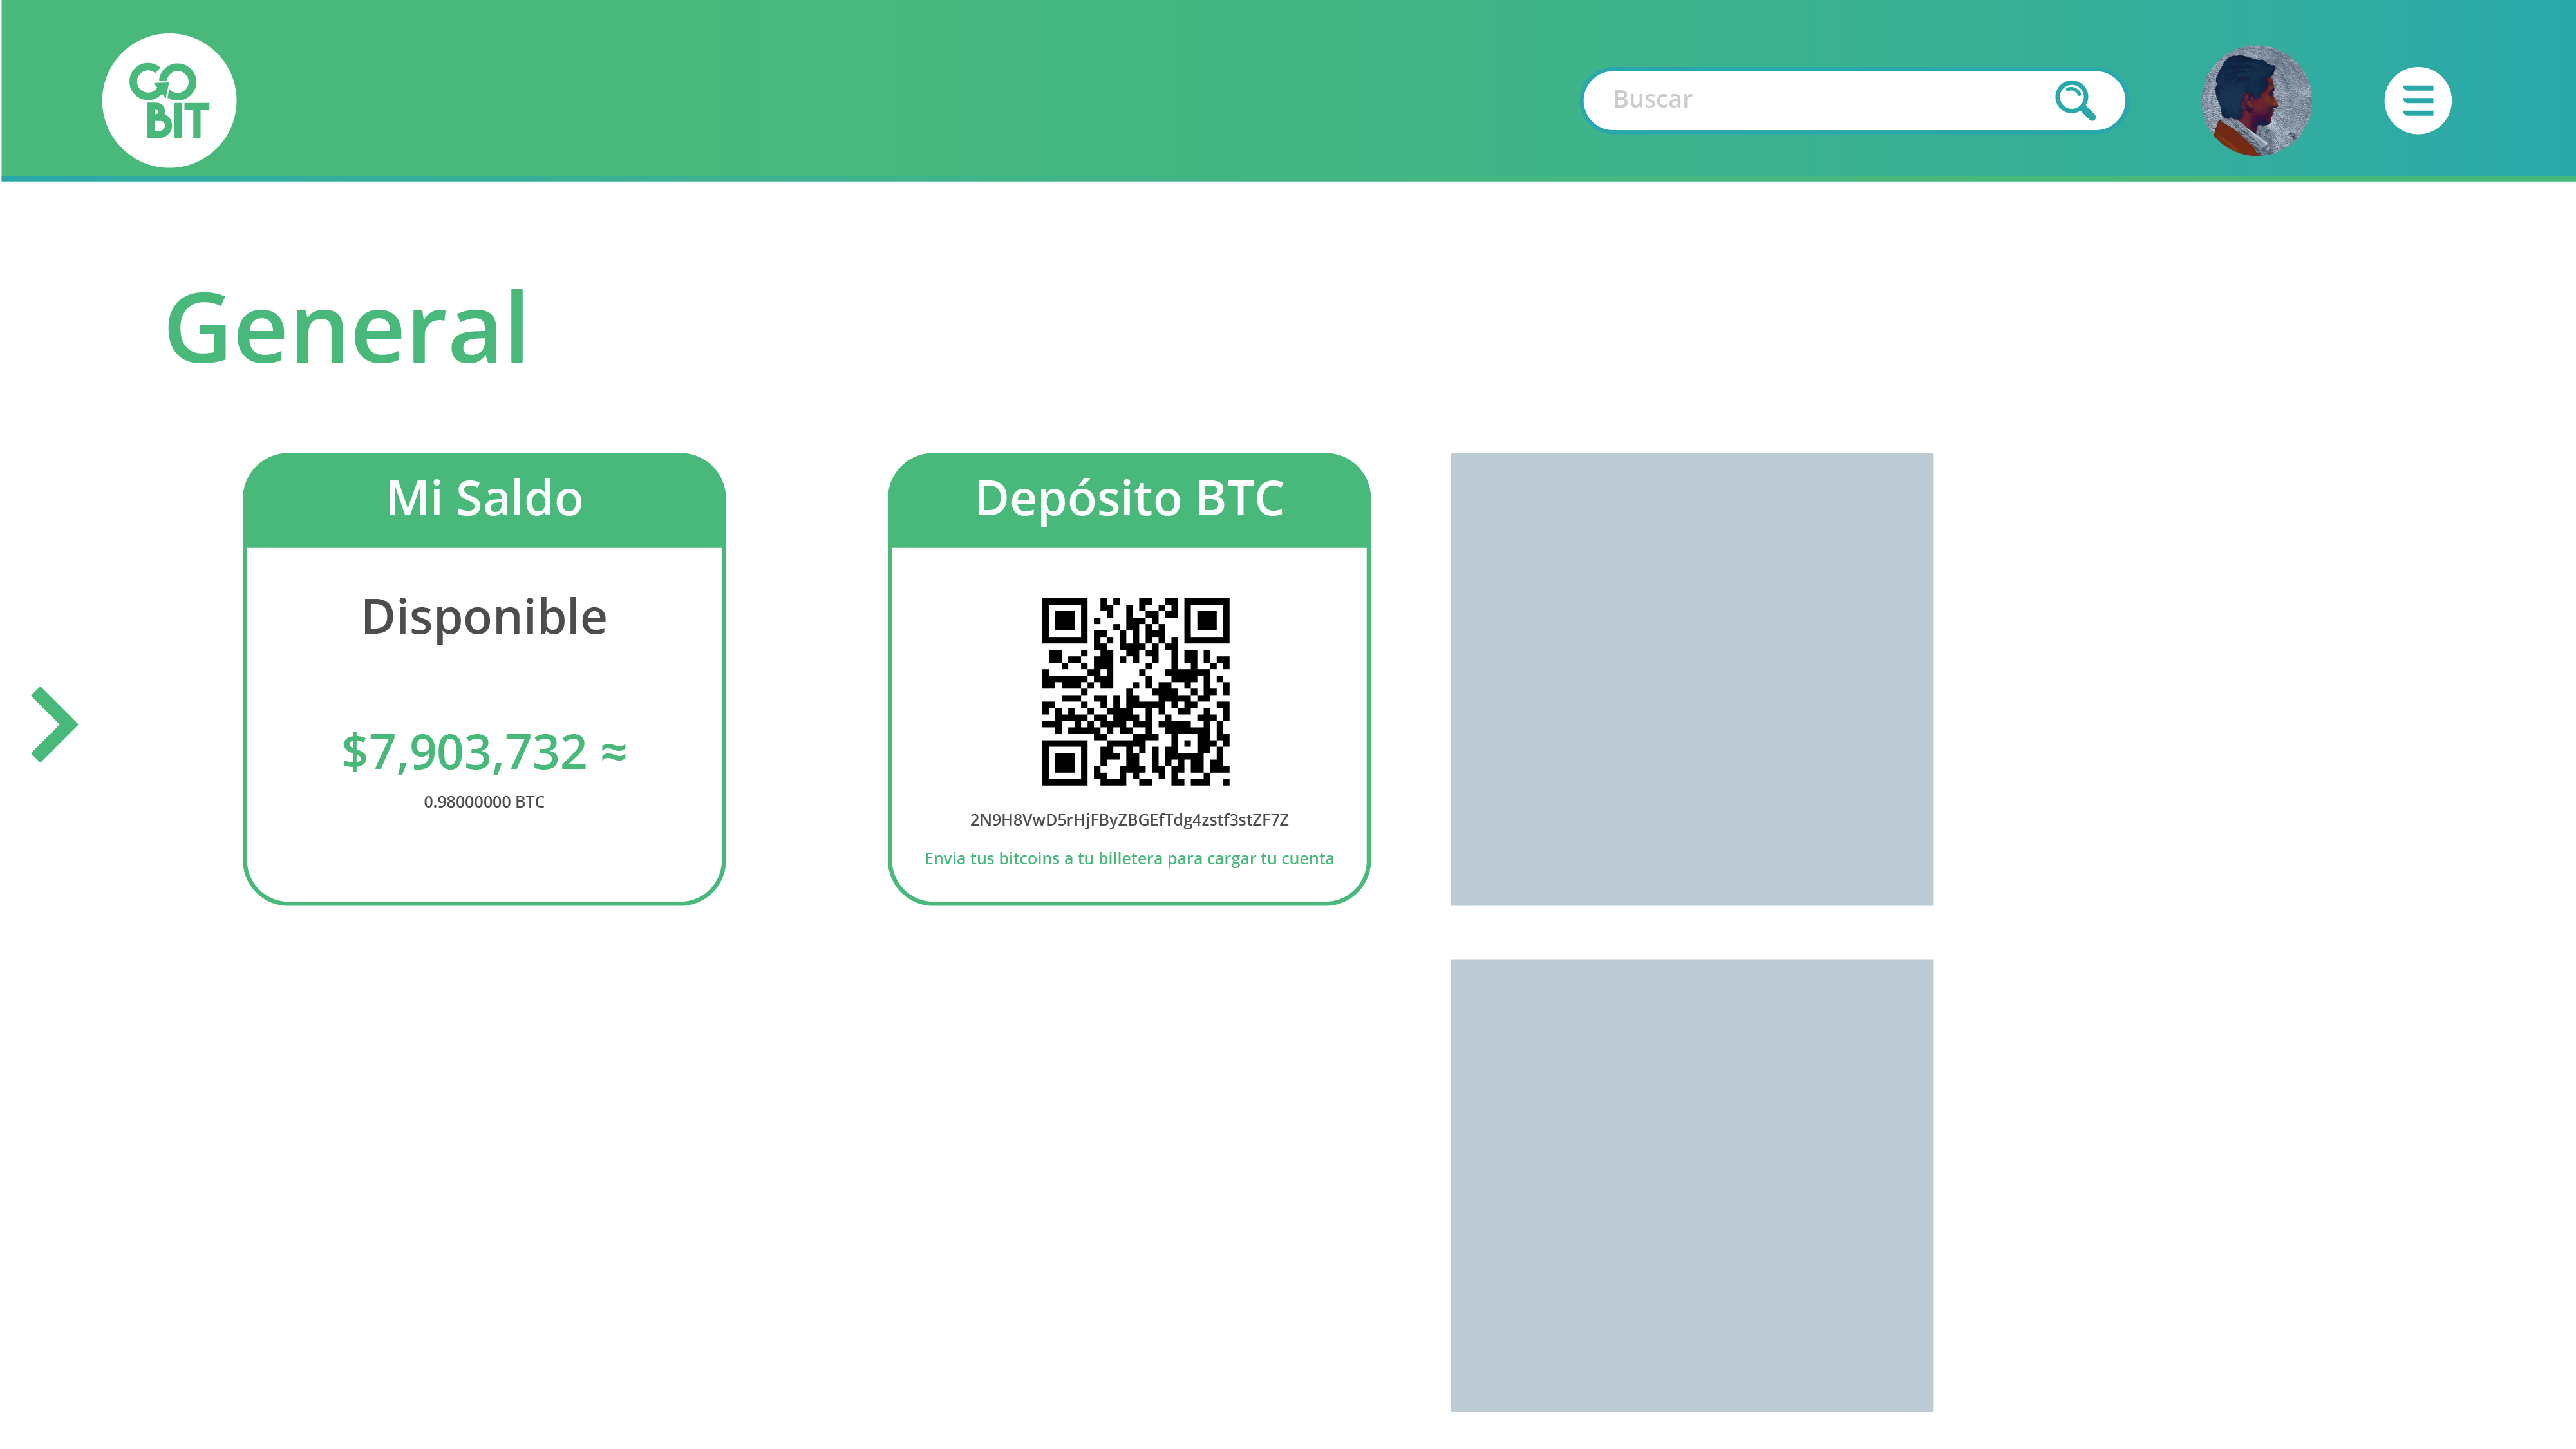 GO
BIT
Buscar
General
Mi Saldo
Disponible
$7,903,732 ≈
0.98000000 BTC
Depósito BTC
2N9H8VwD5rHjFByZBGEfTdg4zstf3stZF7Z
Envia tus bitcoins a tu billetera para cargar tu cuenta